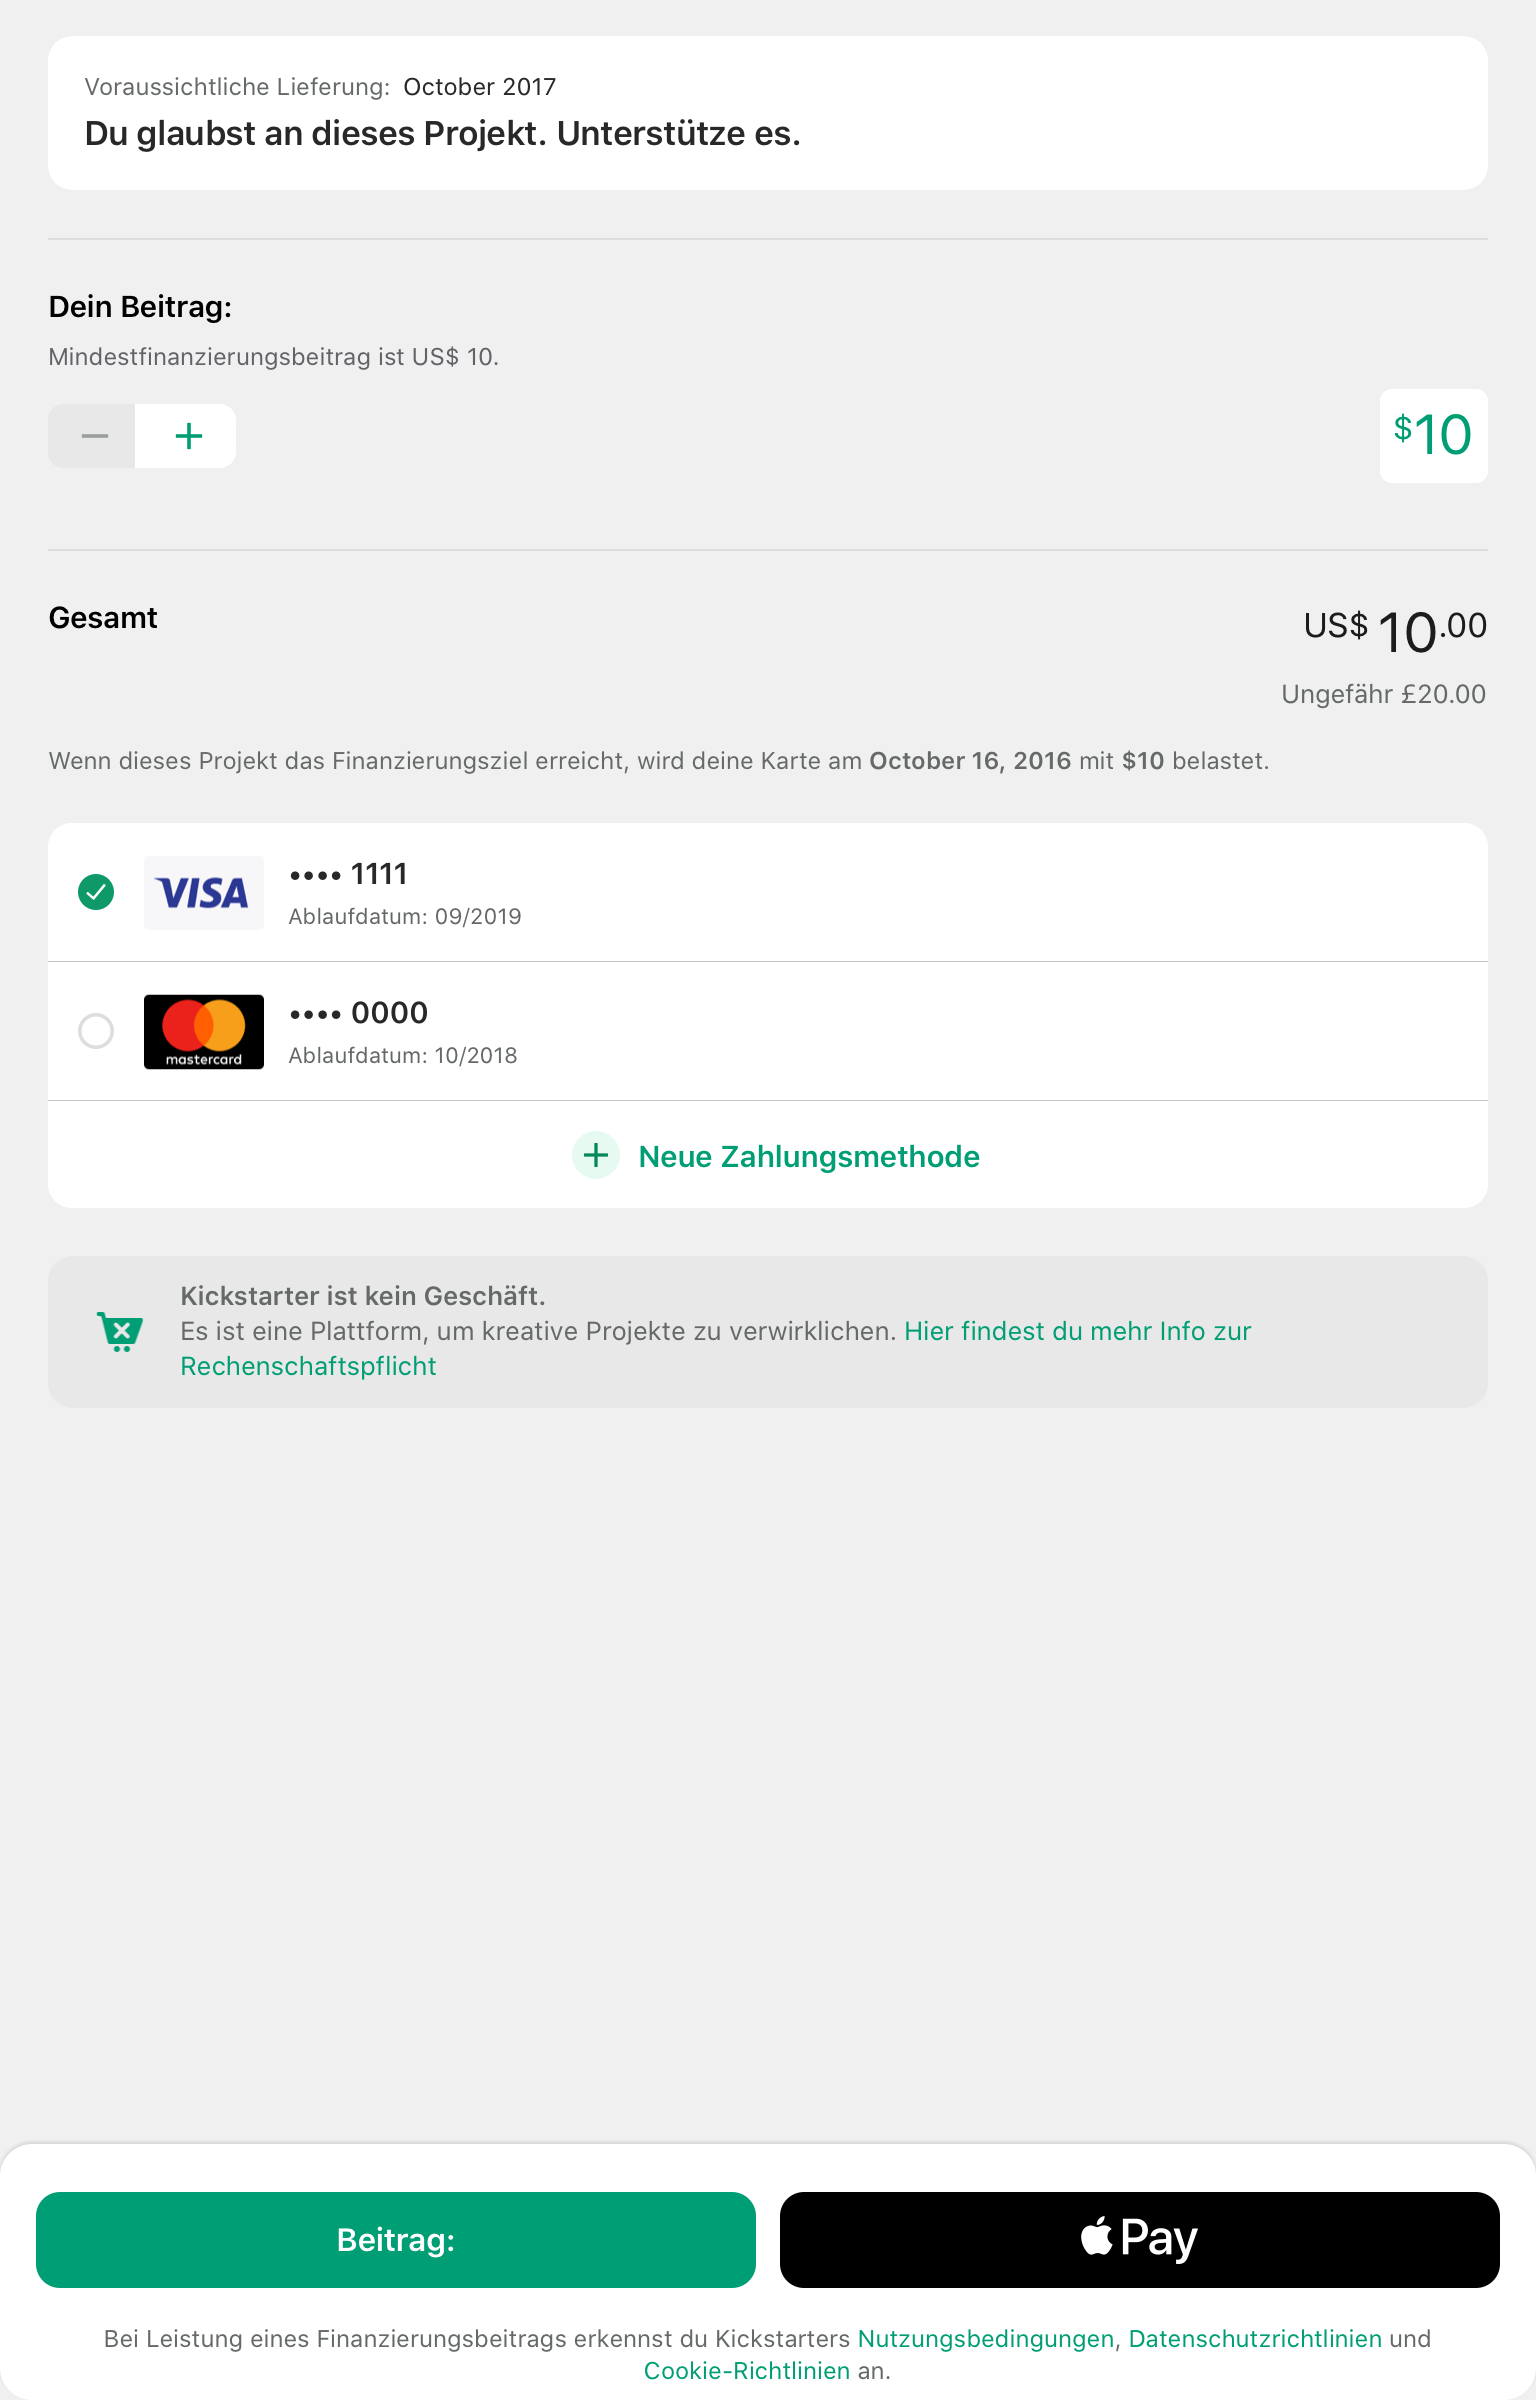 Voraussichtliche Lieferung: October 2017
Du glaubst an dieses Projekt. Unterstütze es.
Dein Beitrag:
Mindestfinanzierungsbeitrag ist US$ 10.
$10
Gesamt
US$ 10.00
Ungefähr £20.00
Wenn dieses Projekt das Finanzierungsziel erreicht, wird deine Karte am October 16, 2016 mit $10 belastet.
VISA
•••• 1111
Ablaufdatum: 09/2019
mastercard
•••• 0000
Ablaufdatum: 10/2018
Neue Zahlungsmethode
Kickstarter ist kein Geschäft.
Es ist eine Plattform, um kreative Projekte zu verwirklichen. Hier findest du mehr Info zur
Rechenschaftspflicht
Beitrag:
Pay
Bei Leistung eines Finanzierungsbeitrags erkennst du Kickstarters Nutzungsbedingungen, Datenschutzrichtlinien und
Cookie-Richtlinien an.